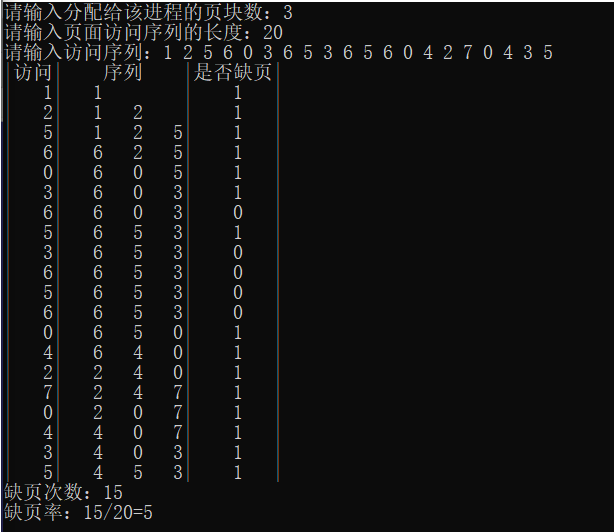 请输入分配给该进程的页块数：3
请输入页面访问序列的长度：20
请输入访问序列：1 2 5 6 0 3 6 5 3 6 5 6 0 4 2 7 0 4 3 5
|访问| 序列 |是否缺页|
| 1| 1 | 1 |
| 2| 1 2 | 1 |
| 5| 1 2 5| 1 |
| 6| 6 2 5| 1 |
| 0| 6 0 5| 1 |
| 3| 6 0 3| 1 |
| 6| 6 0 3| 0 |
| 5| 6 5 3| 1 |
| 3| 6 5 3| 0 |
| 6| 6 5 3| 0 |
| 5| 6 5 3| 0 |
| 6| 6 5 3| 0 |
| 0| 6 5 0| 1 |
| 4| 6 4 0| 1 |
| 2| 2 4 0| 1 |
| 7| 2 4 7| 1 |
| 0| 2 0 7| 1 |
| 4| 4 0 7| 1 |
| 3| 4 0 3| 1 |
| 5| 4 5 3| 1 |
缺页次数：15
缺页率：15/20=5